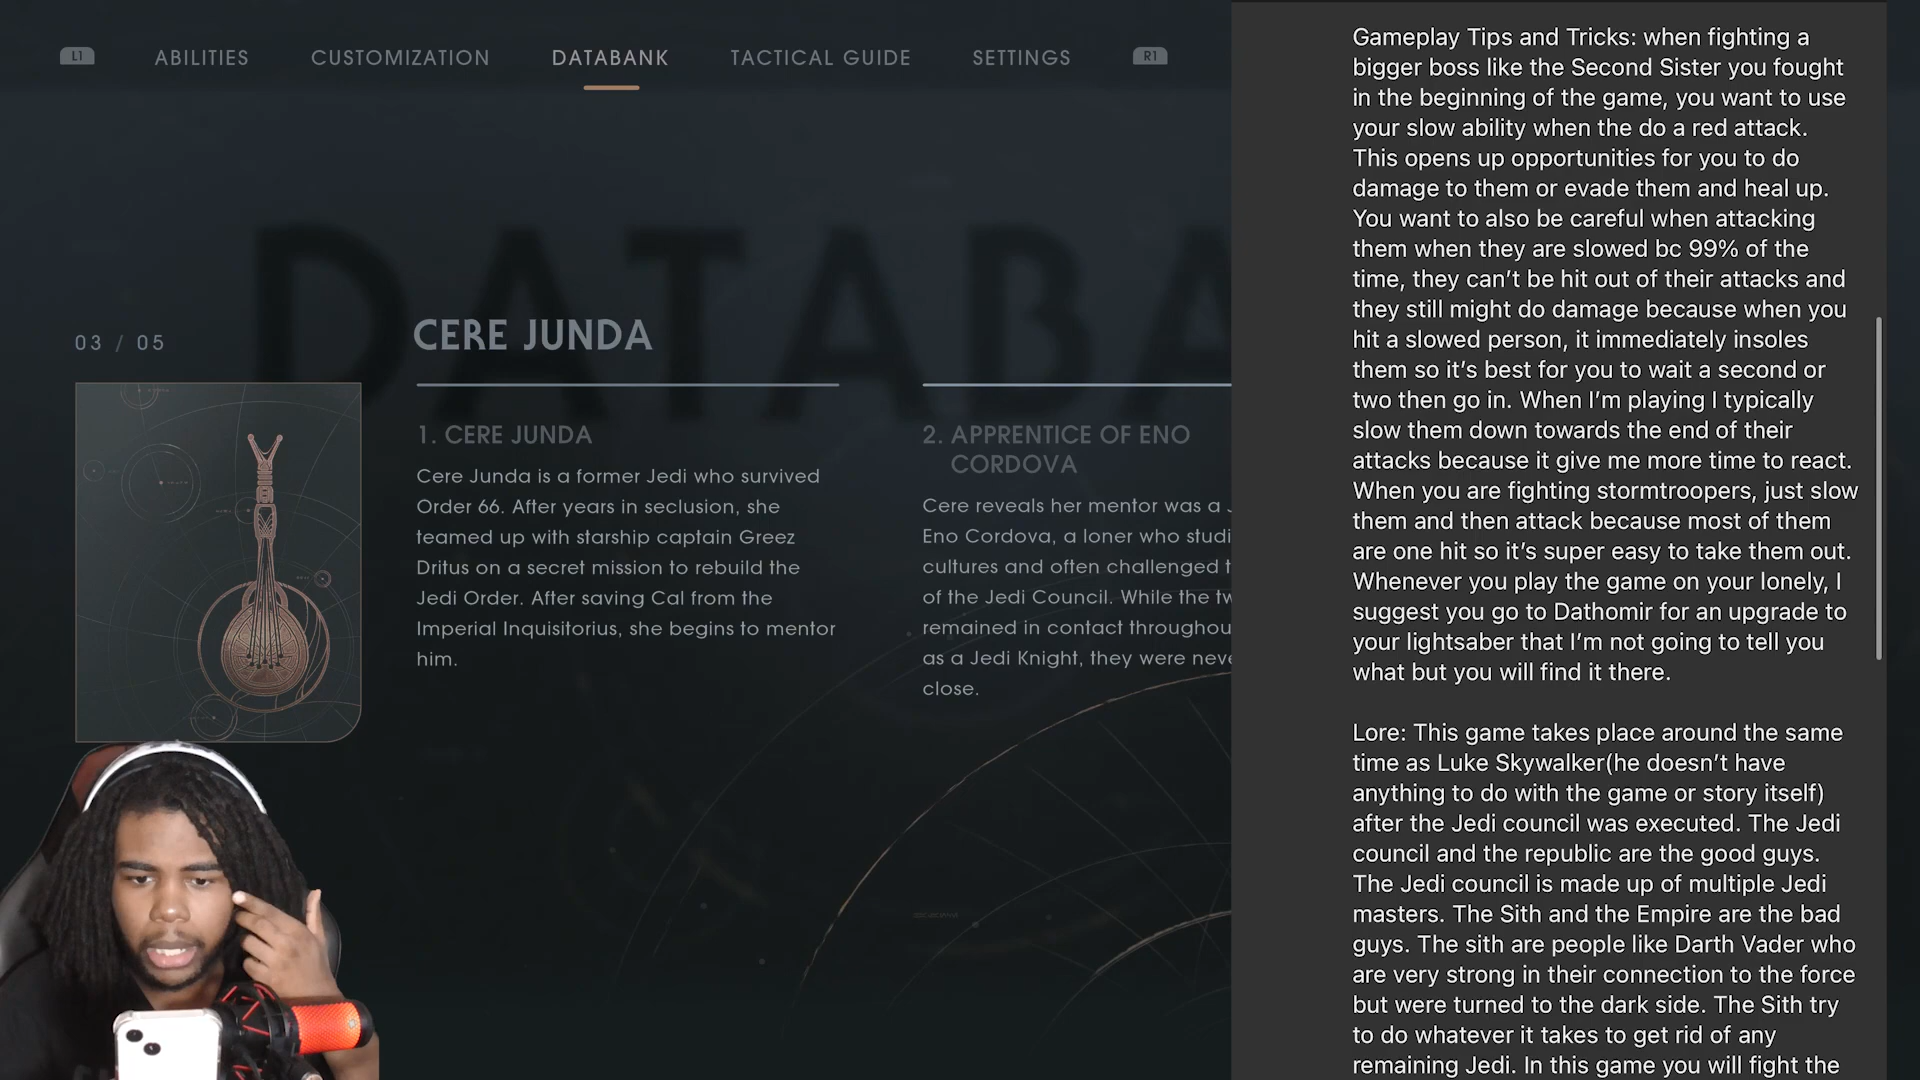 L1
ABILITIES
CUSTOMIZATION
DATABANK
TACTICAL GUIDE
SETTINGS
R1
DATABA
03 / 05
CERE JUNDA
1. CERE JUNDA
Cere Junda is a former Jedi who survived
Order 66. After years in seclusion, she
teamed up with starship captain Greez
Dritus on a secret mission to rebuild the
Jedi Order. After saving Cal from the
Imperial Inquisitorius, she begins to mentor
him.
2. APPRENTICE OF ENO
CORDOVA
Cere reveals her mentor was a
Eno Cordova, a loner who studi
cultures and often challenged t
of the Jedi Council. While the tw
remained in contact throughou
as a Jedi Knight, they were neve
close.
Gameplay Tips and Tricks: when fighting a
bigger boss like the Second Sister you fought
in the beginning of the game, you want to use
your slow ability when the do a red attack.
This opens up opportunities for you to do
damage to them or evade them and heal up.
You want to also be careful when attacking
them when they are slowed bc 99% of the
time, they can’t be hit out of their attacks and
they still might do damage because when you
hit a slowed person, it immediately insoles
them so it’s best for you to wait a second or
two then go in. When I’m playing I typically
slow them down towards the end of their
attacks because it give me more time to react.
When you are fighting stormtroopers, just slow
them and then attack because most of them
are one hit so it’s super easy to take them out.
Whenever you play the game on your lonely, I
suggest you go to Dathomir for an upgrade to
your lightsaber that I’m not going to tell you
what but you will find it there.
Lore: This game takes place around the same
time as Luke Skywalker(he doesn’t have
anything to do with the game or story itself)
after the Jedi council was executed. The Jedi
council and the republic are the good guys.
The Jedi council is made up of multiple Jedi
masters. The Sith and the Empire are the bad
guys. The sith are people like Darth Vader who
are very strong in their connection to the force
but were turned to the dark side. The Sith try
to do whatever it takes to get rid of any
remaining Jedi. In this game you will fight the